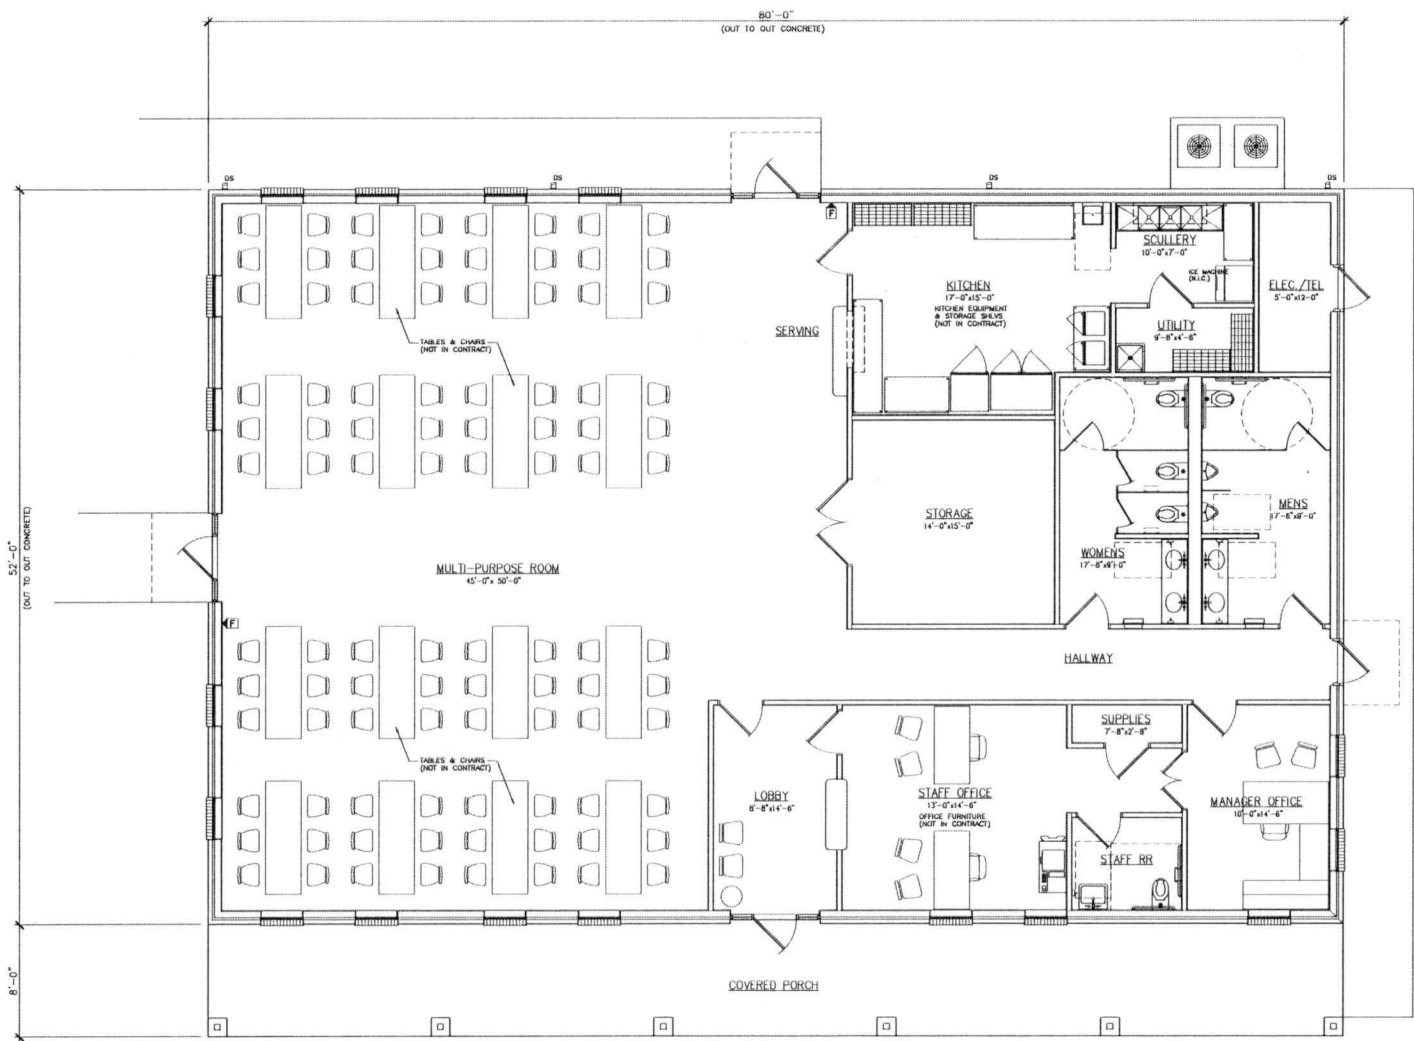 80'-0"
(OUT TO OUT CONCRETE)
DS
DS
DS
DS
F
SCULLERY
10'-0"x7'-0"
ICE MACHINE
(N.I.C.)
KITCHEN
17'-0"x15'-0"
KITCHEN EQUIPMENT
& STORAGE SHLVS.
(NOT IN CONTRACT)
ELEC./TEL
5'-0"x12-0"
SERVING
UTILITY
9'-8"x4'-6"
TABLES & CHAIRS
(NOT IN CONTRACT)
STORAGE
14'-0"x15'-0"
MENS
17'-6"x9'-0"
52'-0"
(OUT TO OUT CONCRETE)
WOMENS
17'-8"x9'-0"
MULTI-PURPOSE ROOM
45'-0"x 50'-0"
F
HALLWAY
SUPPLIES
7'-8"x2'-8"
TABLES & CHAIRS
(NOT IN CONTRACT)
LOBBY
8'-8"x14'-6"
STAFF OFFICE
13'-0"x14'-6"
OFFICE FURNITURE
(NOT IN CONTRACT)
MANAGER OFFICE
10'-0"x14'-6"
STAFF RR
8'-0"
COVERED PORCH